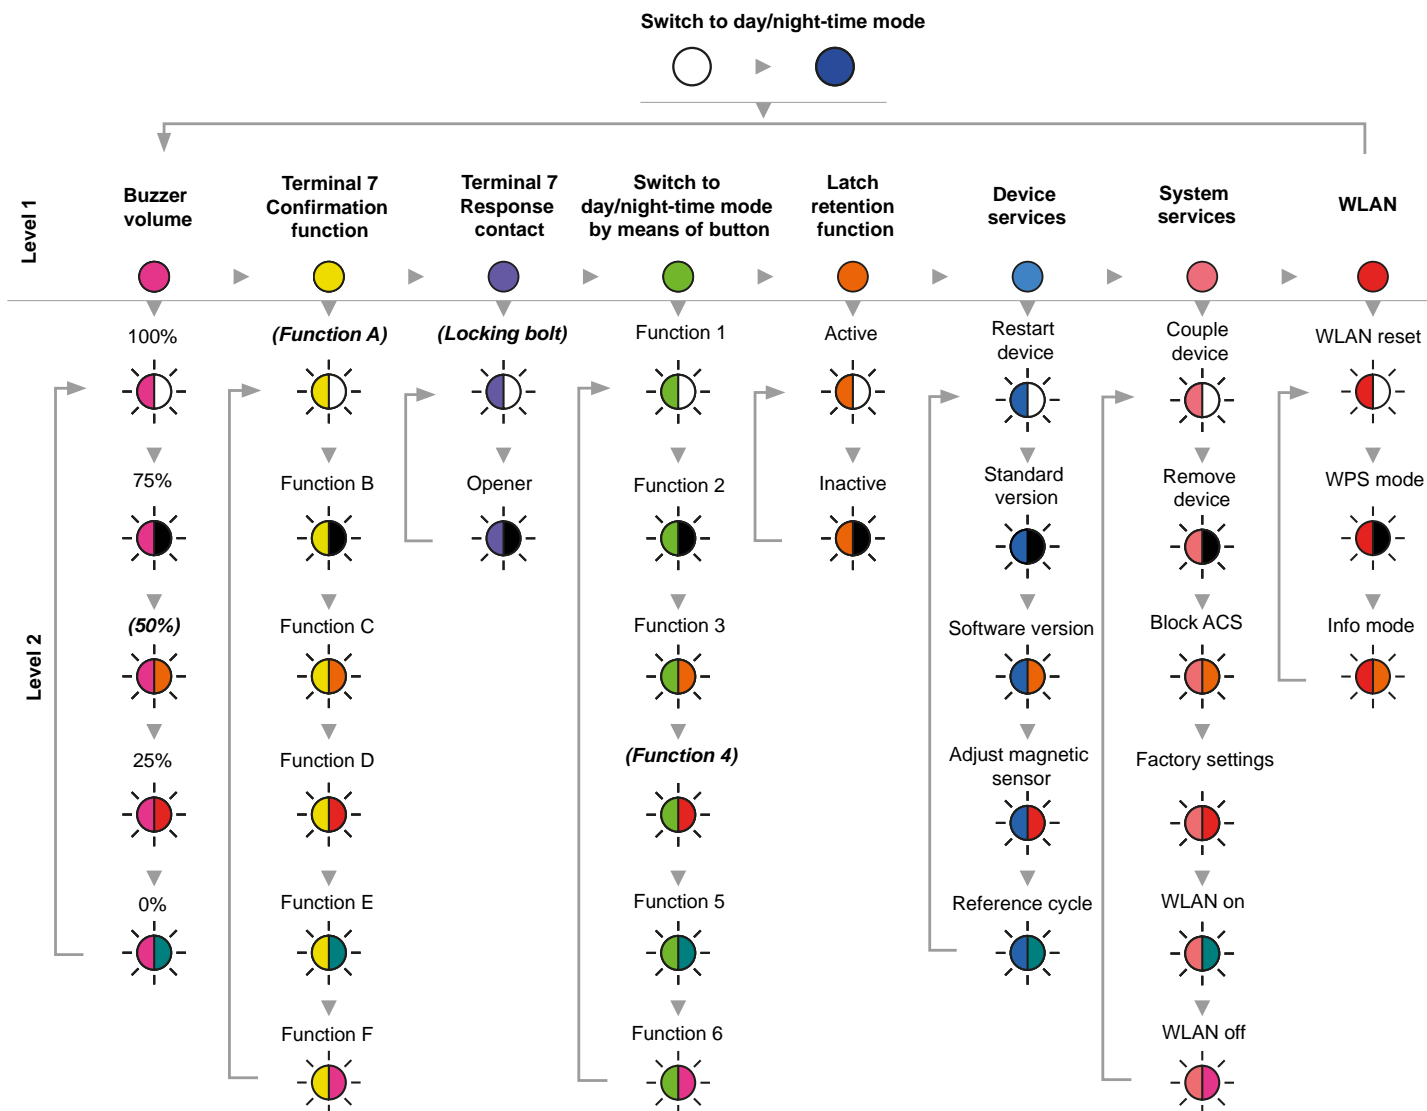 Switch to day/night-time mode
Level 1
Buzzer
volume
Terminal 7
Confirmation
function
Terminal 7
Response
contact
Switch to
day/night-time mode
by means of button
Latch
retention
function
Device
services
System
services
WLAN
Level 2
100%
75%
(50%)
25%
0%
(Function A)
Function B
Function C
Function D
Function E
Function F
(Locking bolt)
Opener
Function 1
Function 2
Function 3
(Function 4)
Function 5
Function 6
Active
Inactive
Restart
device
Standard
version
Software version
Adjust magnetic
sensor
Reference cycle
Couple
device
Remove
device
Block ACS
Factory settings
WLAN on
WLAN off
WLAN reset
WPS mode
Info mode